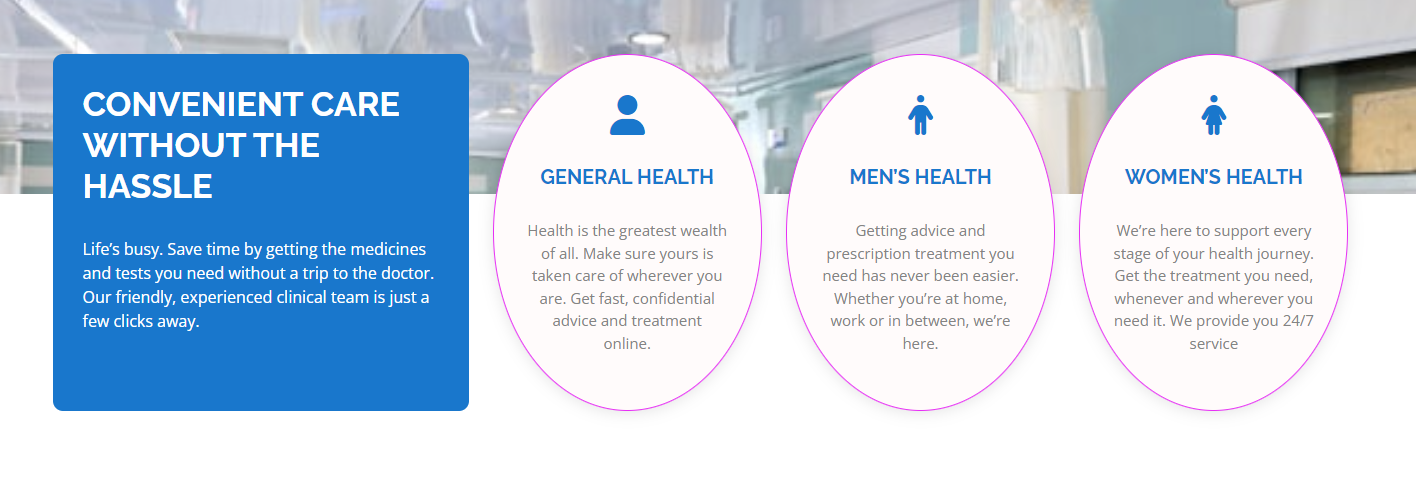 CONVENIENT CARE
WITHOUT THE
HASSLE
Life’s busy. Save time by getting the medicines
and tests you need without a trip to the doctor.
Our friendly, experienced clinical team is just a
few clicks away.
GENERAL HEALTH
Health is the greatest wealth
of all. Make sure yours is
taken care of wherever you
are. Get fast, confidential
advice and treatment
online.
MEN’S HEALTH
Getting advice and
prescription treatment you
need has never been easier.
Whether you’re at home,
work or in between, we’re
here.
WOMEN’S HEALTH
We’re here to support every
stage of your health journey.
Get the treatment you need,
whenever and wherever you
need it. We provide you 24/7
service